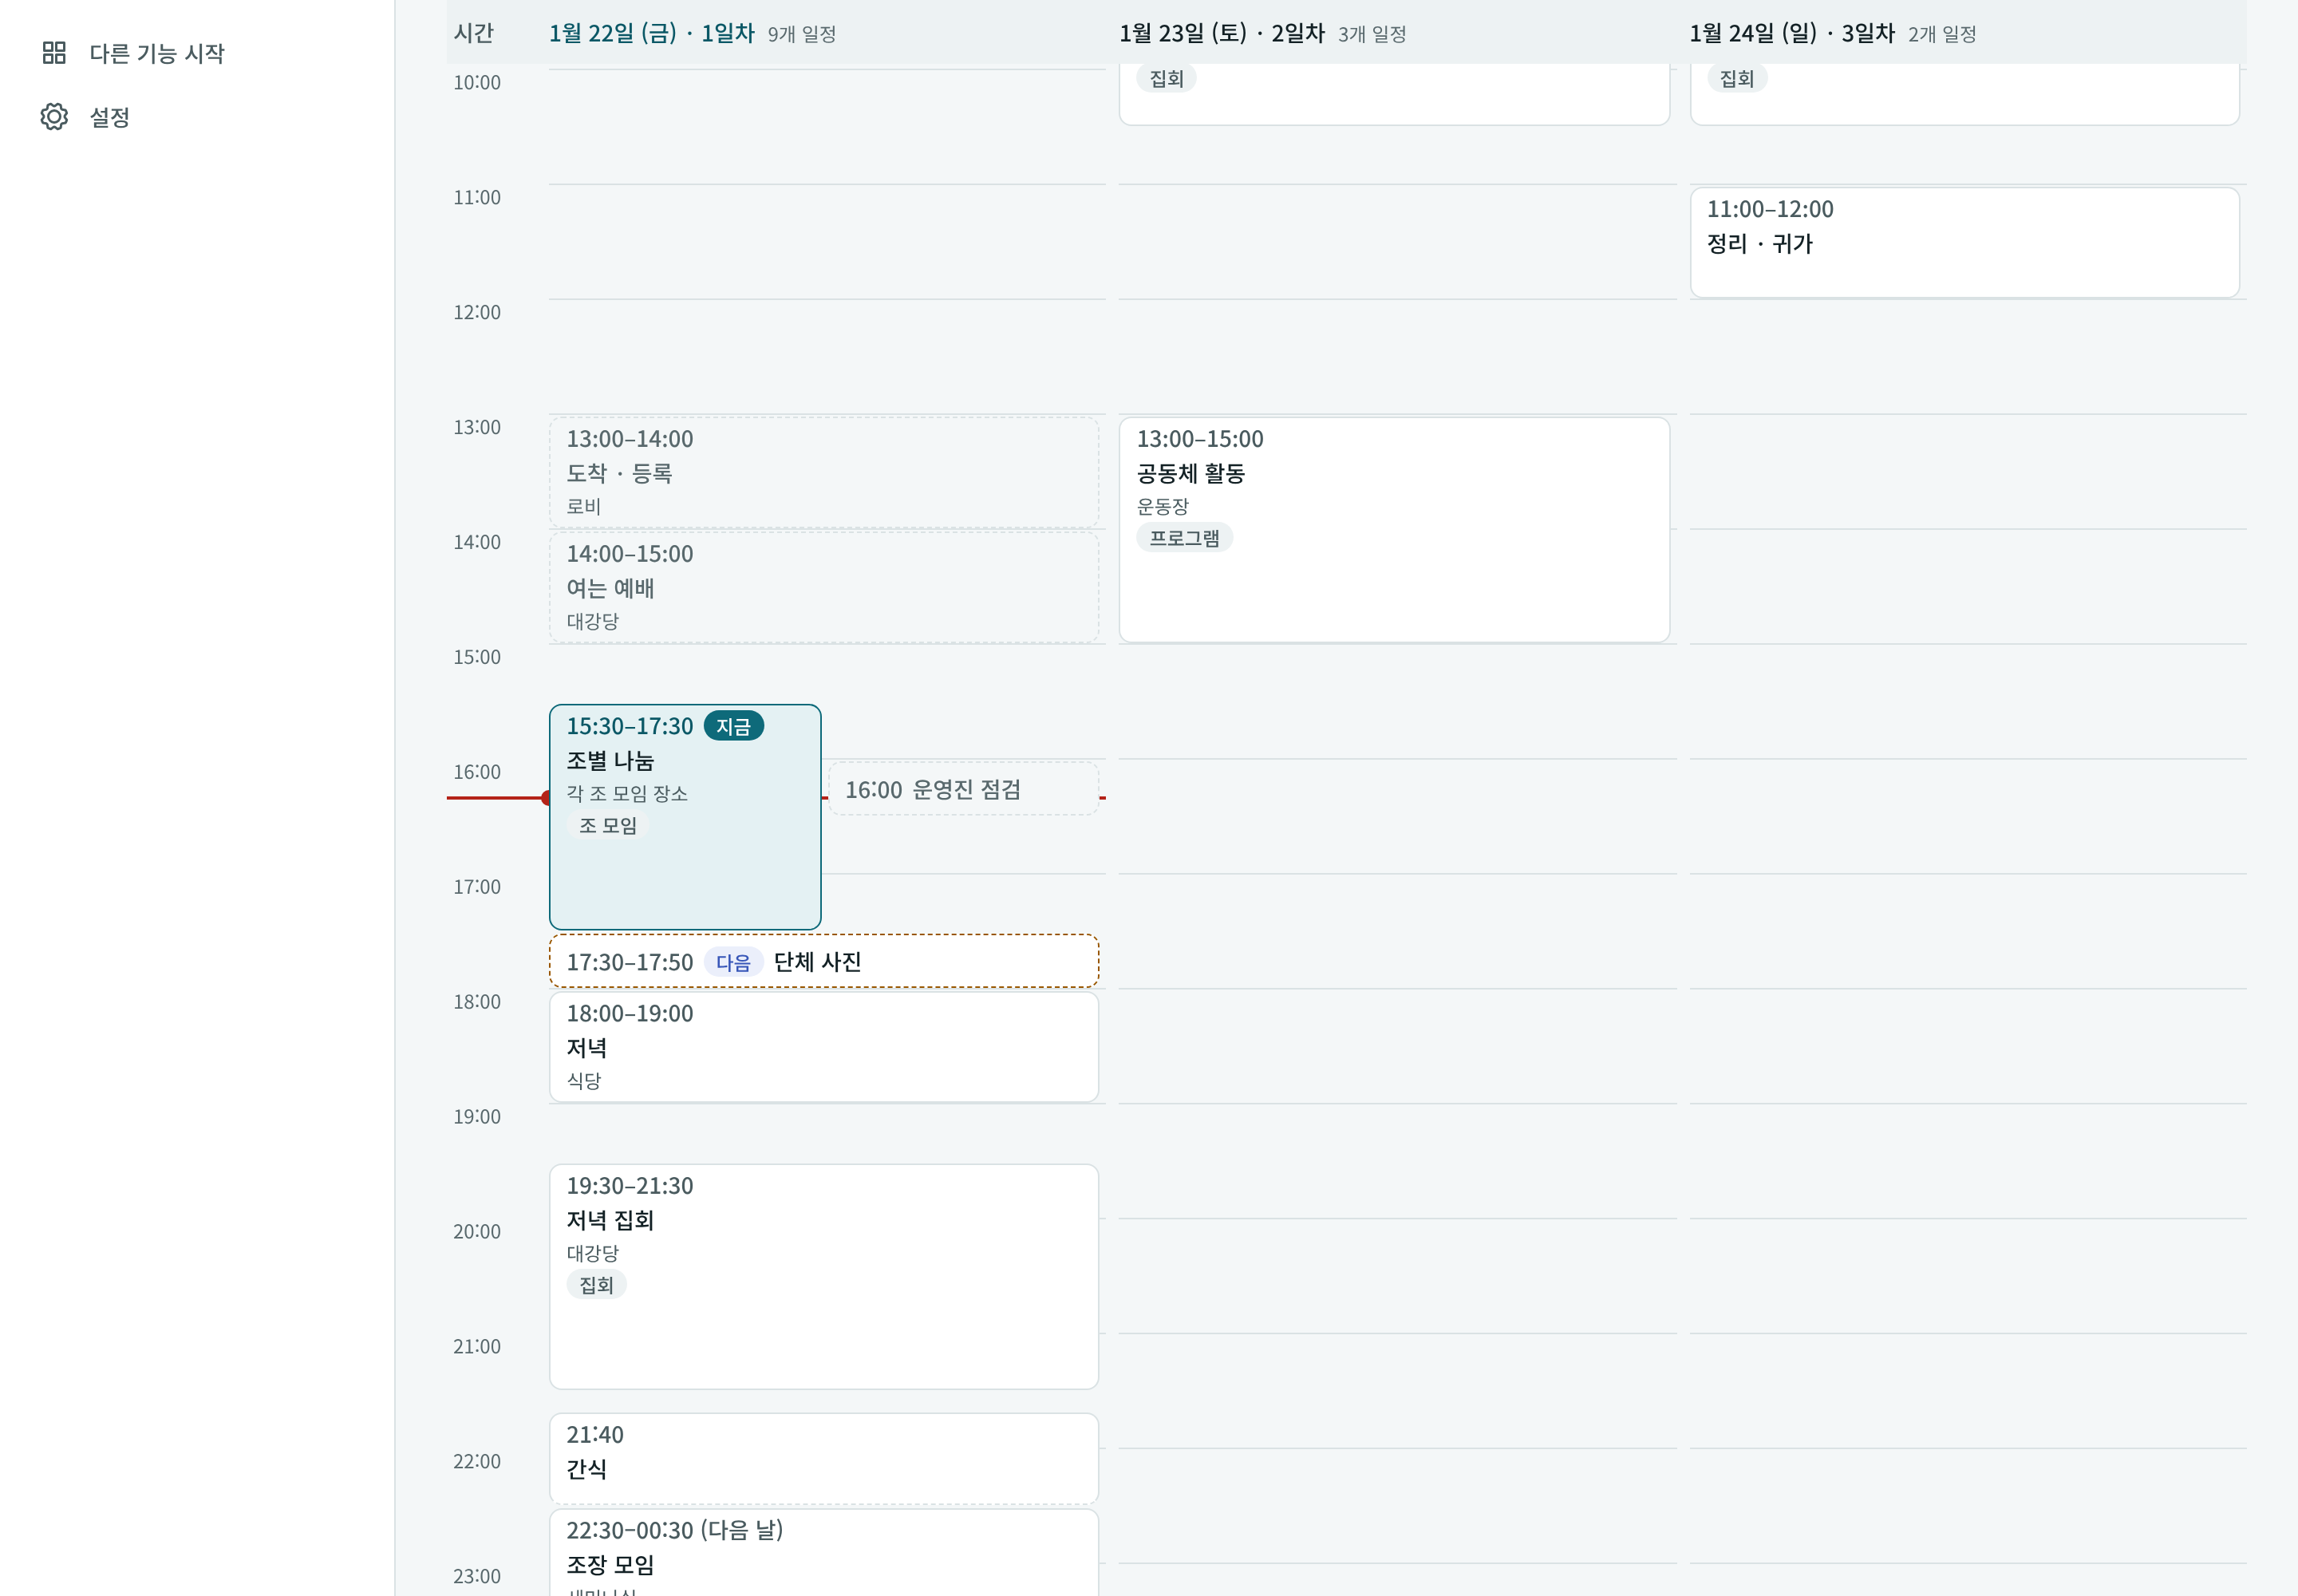 다른 기능 시작
설정
시간
1월 22일 (금) · 1일차 9개 일정
1월 23일 (토) · 2일차 3개 일정
1월 24일 (일) · 3일차 2개 일정
10:00
집회
집회
11:00
11:00–12:00
정리 · 귀가
12:00
13:00
13:00–14:00
도착 · 등록
로비
13:00–15:00
공동체 활동
운동장
프로그램
14:00
14:00–15:00
여는 예배
대강당
15:00
15:30–17:30 지금
조별 나눔
각 조 모임 장소
조 모임
16:00
16:00 운영진 점검
17:00
17:30–17:50 다음 단체 사진
18:00
18:00–19:00
저녁
식당
19:00
19:30–21:30
저녁 집회
대강당
집회
20:00
21:00
21:40
간식
22:00
22:30–00:30 (다음 날)
조장 모임
23:00